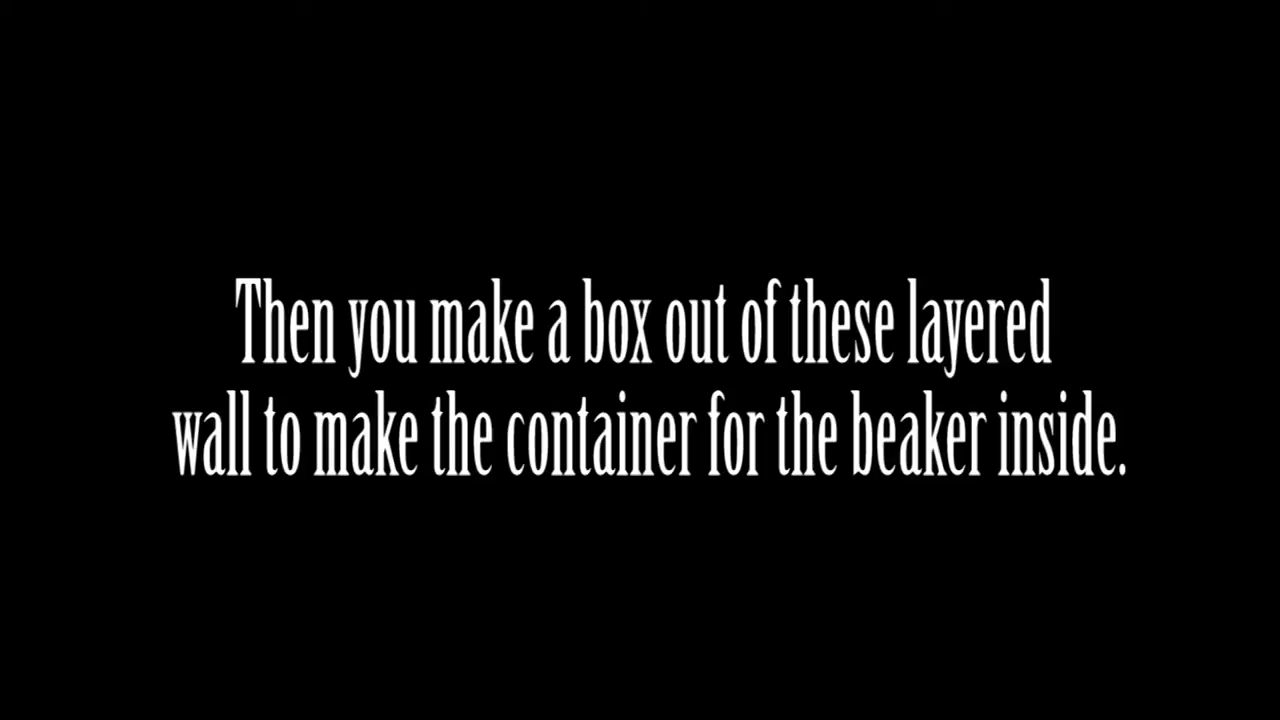 Then you make a box out of these layered
wall to make the container for the beaker inside.